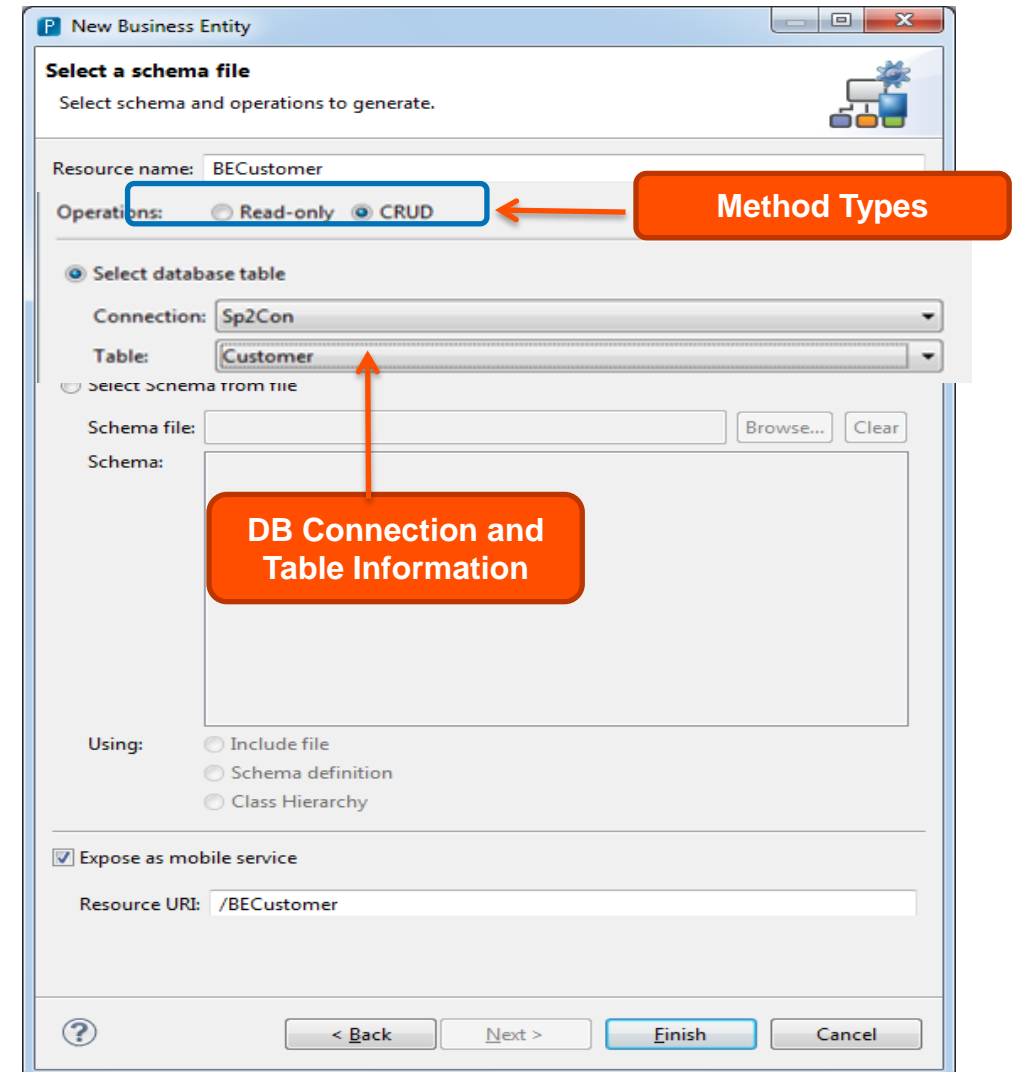 New Business Entity
Select a schema file
Select schema and operations to generate.
Resource name: BECustomer
Operations: Read-only CRUD
Method Types
Select database table
Connection: Sp2Con
Table: Customer
Select Schema from file
Schema file: Browse... Clear
Schema:
DB Connection and
Table Information
Using: Include file
Schema definition
Class Hierarchy
Expose as mobile service
Resource URI: /BECustomer
? < Back Next > Finish Cancel